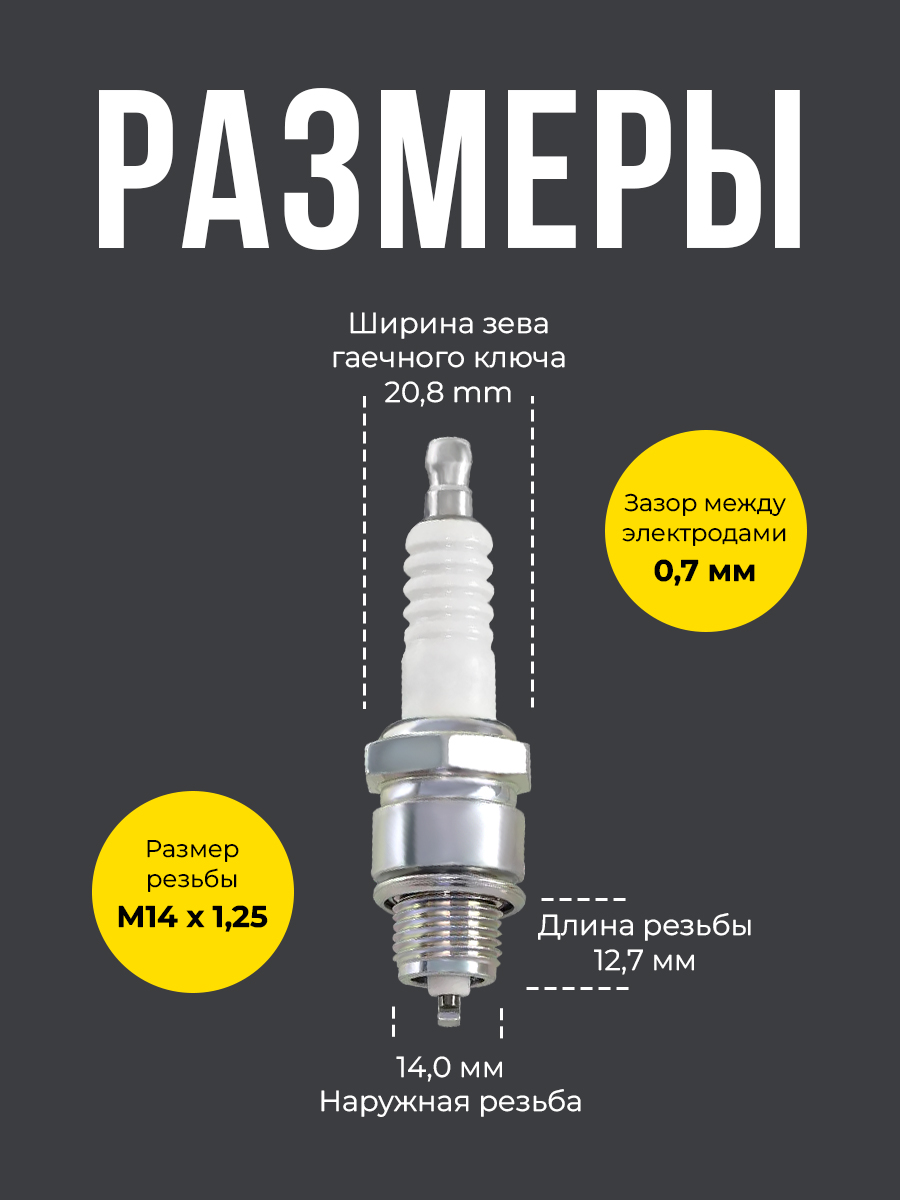 РАЗМЕРЫ
Ширина зева
гаечного ключа
20,8 mm
Зазор между
электродами
0,7 мм
Размер
резьбы
М14 х 1,25
Длина резьбы
12,7 мм
14,0 мм
Наружная резьба